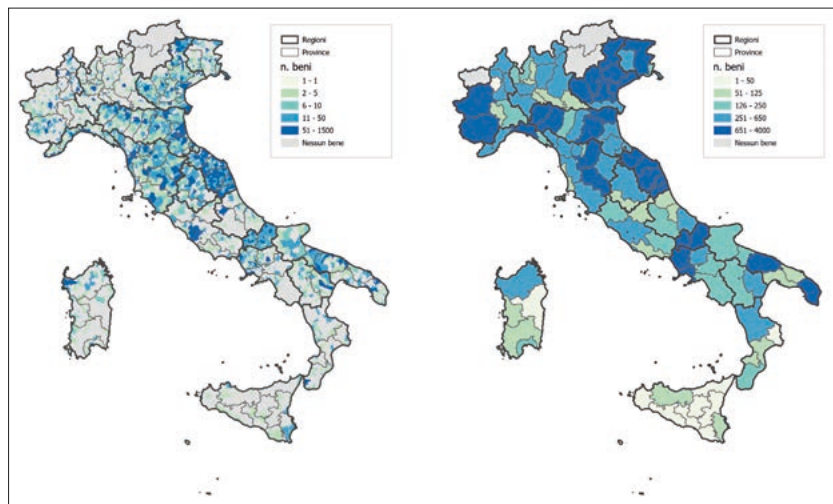 Regioni
Province
n. beni
1 - 1
2 - 5
6 - 10
11 - 50
51 - 1500
Nessun bene
Regioni
Province
n. beni
1 - 50
51 - 125
126 - 250
251 - 650
651 - 4000
Nessun bene